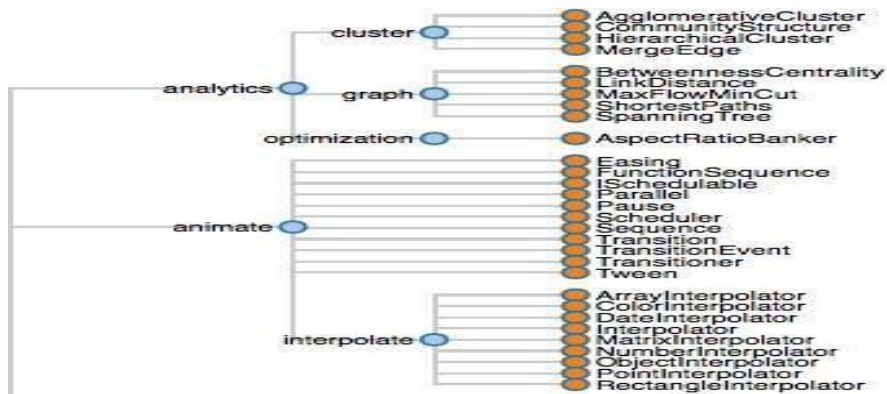 cluster
AgglomerativeCluster
CommunityStructure
HierarchicalCluster
MergeEdge
analytics
graph
BetweennessCentrality
LinkDistance
MaxFlowMinCut
ShortestPaths
SpanningTree
optimization
AspectRatioBanker
animate
Easing
FunctionSequence
ISchedulable
Parallel
Pause
Scheduler
Sequence
Transition
TransitionEvent
Transitioner
Tween
interpolate
ArrayInterpolator
ColorInterpolator
DateInterpolator
Interpolator
MatrixInterpolator
NumberInterpolator
ObjectInterpolator
PointInterpolator
RectangleInterpolator